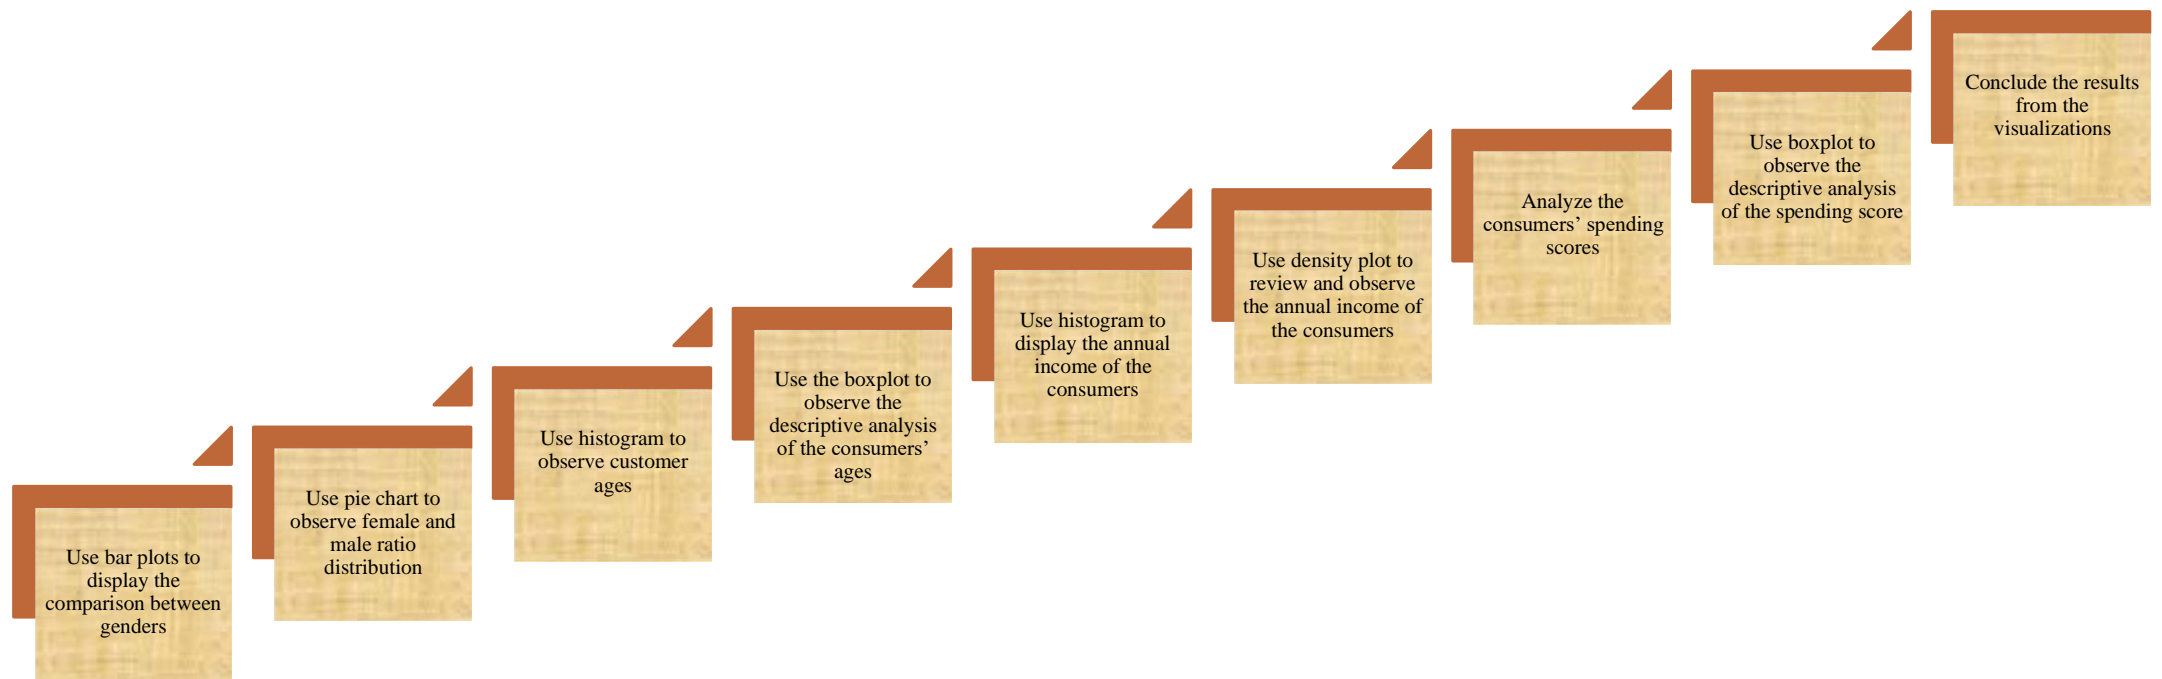 Use bar plots to
display the
comparison between
genders
Use pie chart to
observe female and
male ratio
distribution
Use histogram to
observe customer
ages
Use the boxplot to
observe the
descriptive analysis
of the consumers’
ages
Use histogram to
display the annual
income of the
consumers
Use density plot to
review and observe
the annual income of
the consumers
Analyze the
consumers’ spending
scores
Use boxplot to
observe the
descriptive analysis
of the spending score
Conclude the results
from the
visualizations